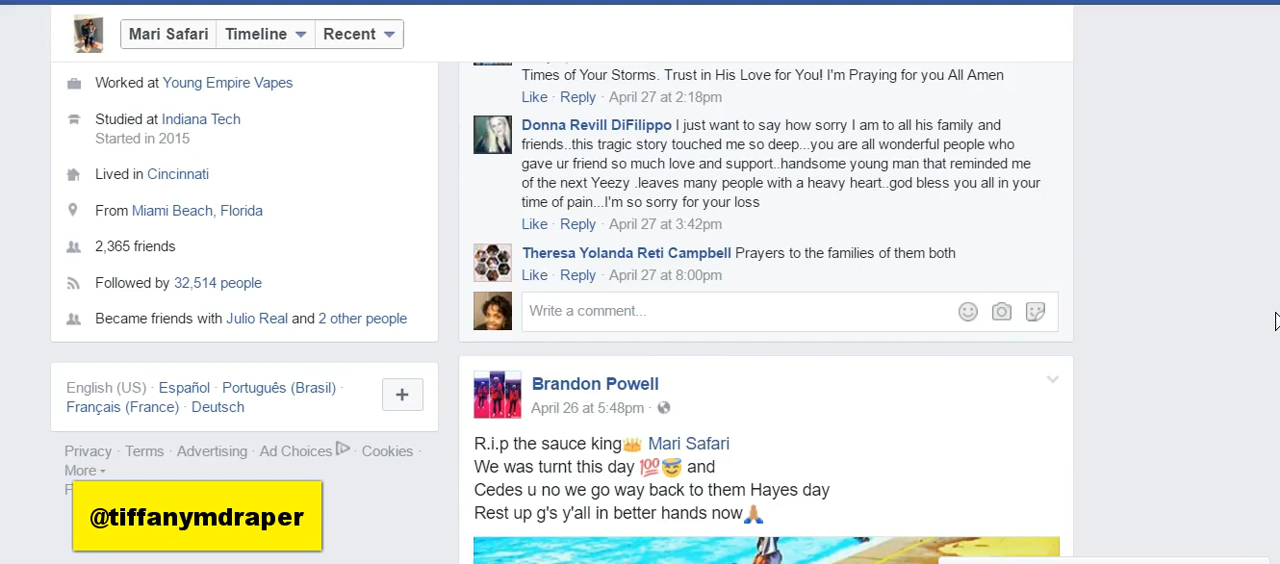 Mari Safari Timeline Recent
Worked at Young Empire Vapes
Studied at Indiana Tech
Started in 2015
Lived in Cincinnati
From Miami Beach, Florida
2,365 friends
Followed by 32,514 people
Became friends with Julio Real and 2 other people
English (US) · Español · Português (Brasil) ·
Français (France) · Deutsch
+
Privacy · Terms · Advertising · Ad Choices · Cookies ·
More
@tiffanymdraper
Times of Your Storms. Trust in His Love for You! I'm Praying for you All Amen
Like · Reply · April 27 at 2:18pm
Donna Revill DiFilippo I just want to say how sorry I am to all his family and
friends..this tragic story touched me so deep...you are all wonderful people who
gave ur friend so much love and support..handsome young man that reminded me
of the next Yeezy .leaves many people with a heavy heart..god bless you all in your
time of pain...I'm so sorry for your loss
Like · Reply · April 27 at 3:42pm
Theresa Yolanda Reti Campbell Prayers to the families of them both
Like · Reply · April 27 at 8:00pm
Write a comment...
Brandon Powell
April 26 at 5:48pm ·
R.i.p the sauce king👑 Mari Safari
We was turnt this day 💯😇 and
Cedes u no we go way back to them Hayes day
Rest up g's y'all in better hands now🙏🏽